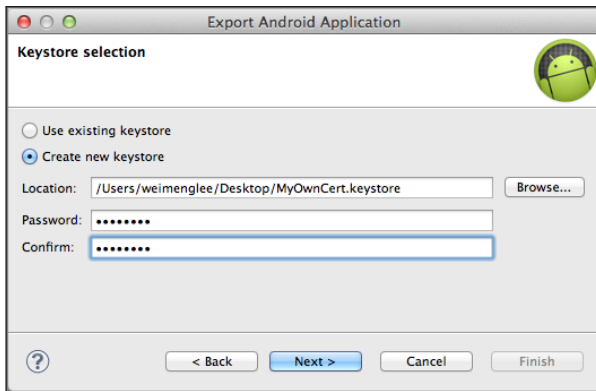 Export Android Application
Keystore selection
Use existing keystore
Create new keystore
Location: /Users/weimenglee/Desktop/MyOwnCert.keystore Browse...
Password: ••••••••
Confirm: ••••••••
? < Back Next > Cancel Finish